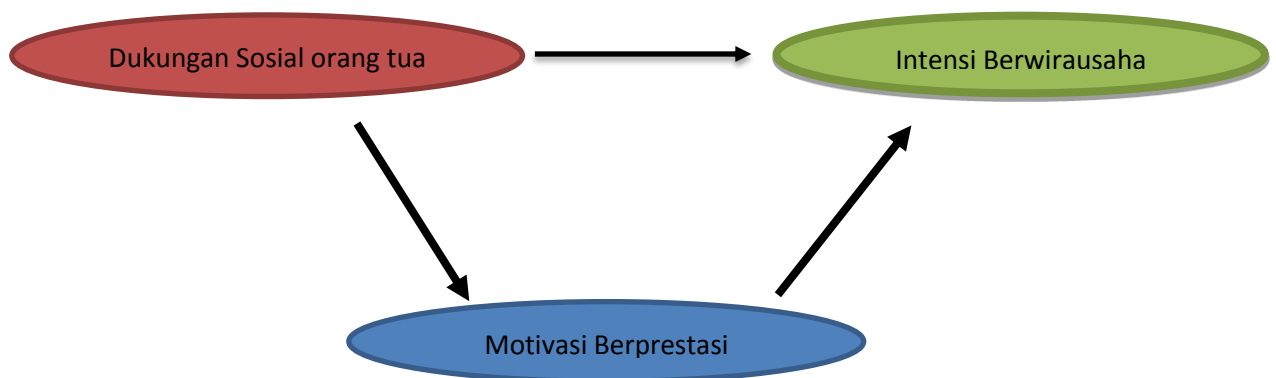 Dukungan Sosial orang tua
Intensi Berwirausaha
Motivasi Berprestasi